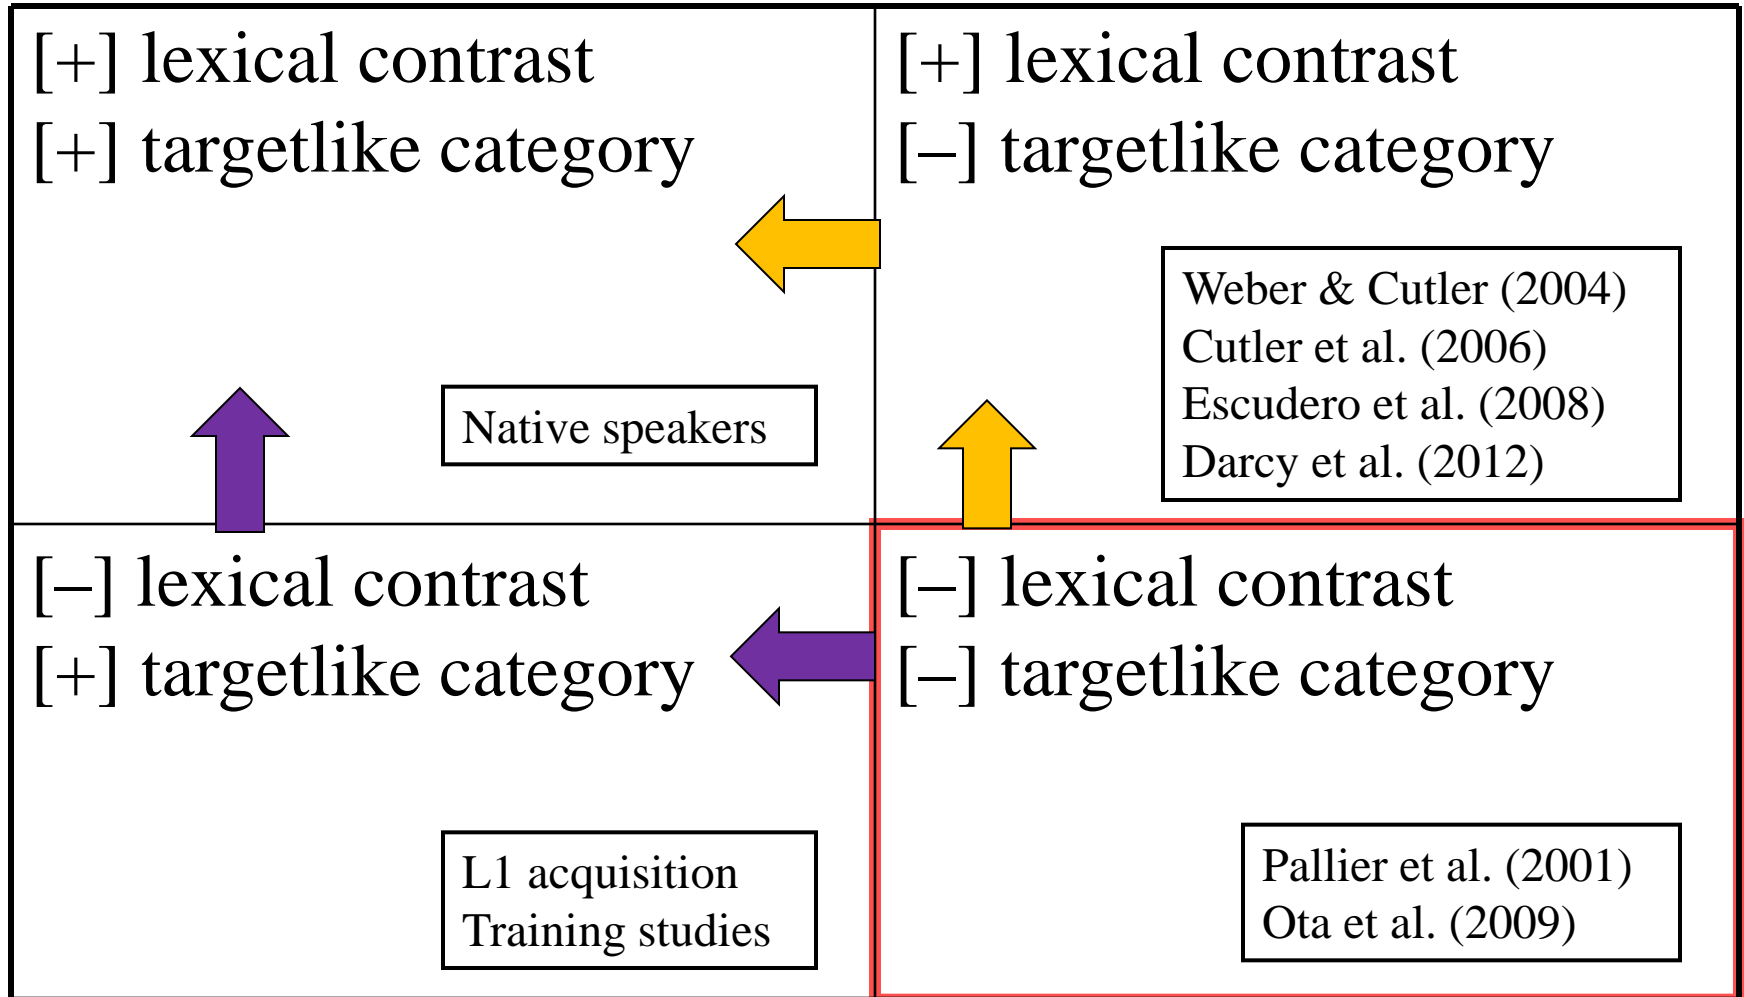 [+] lexical contrast
[+] targetlike category
Native speakers
[+] lexical contrast
[–] targetlike category
Weber & Cutler (2004)
Cutler et al. (2006)
Escudero et al. (2008)
Darcy et al. (2012)
[–] lexical contrast
[+] targetlike category
L1 acquisition
Training studies
[–] lexical contrast
[–] targetlike category
Pallier et al. (2001)
Ota et al. (2009)